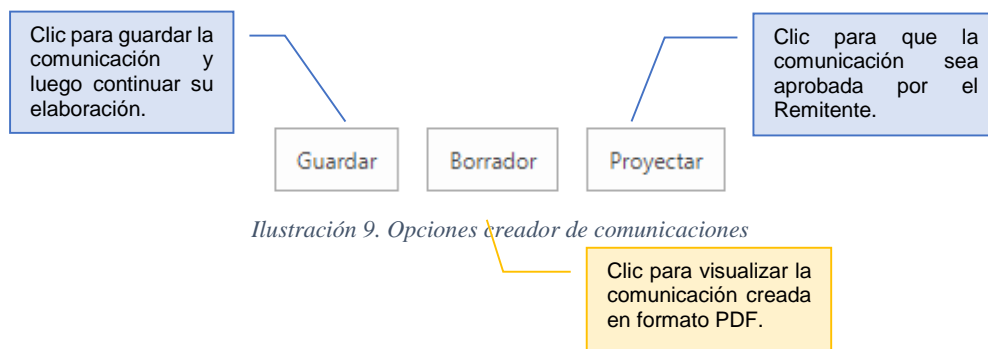 Clic para guardar la
comunicación y
luego continuar su
elaboración.
Clic para que la
comunicación sea
aprobada por el
Remitente.
Guardar
Borrador
Proyectar
Ilustración 9. Opciones creador de comunicaciones
Clic para visualizar la
comunicación creada
en formato PDF.